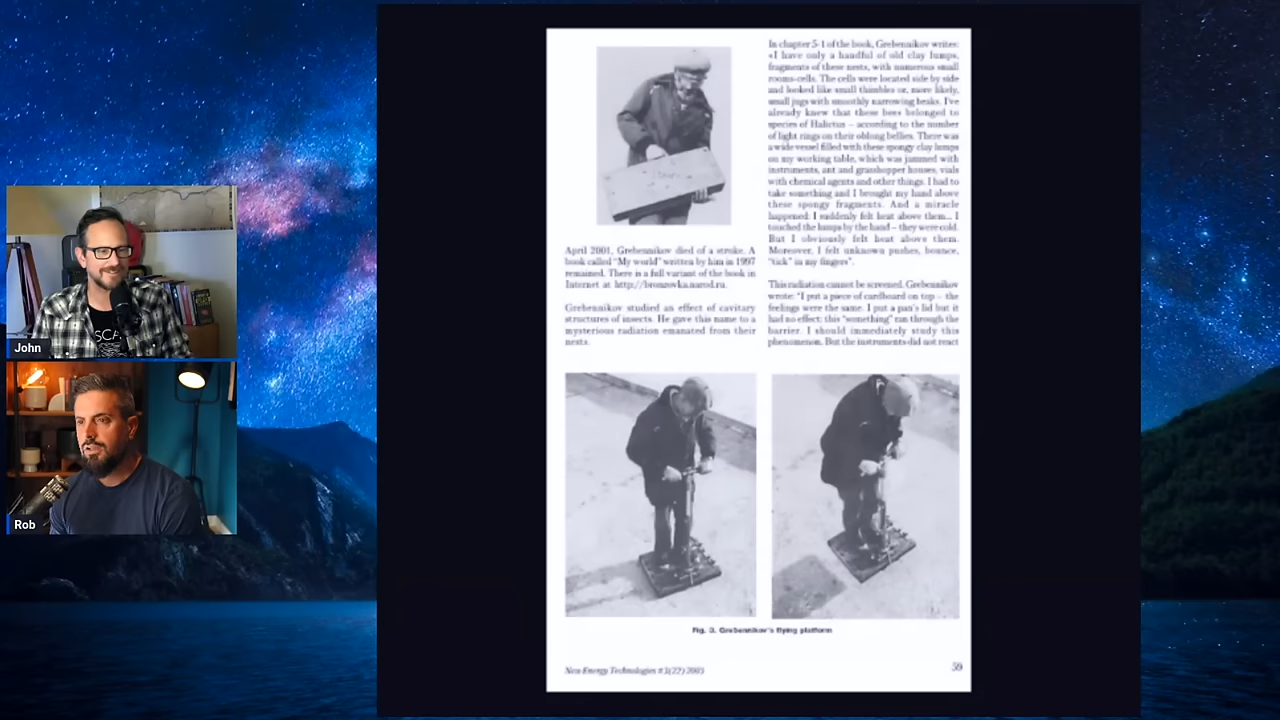 April 2001, Grebennikov died of a stroke. A
book called "My world" written by him in 1997
remained. There is a full variant of the book in
Internet at http://bronzovka.narod.ru.
Grebennikov studied an effect of cavitary
structures of insects. He gave this name to a
mysterious radiation emanated from their
nests.
In chapter 5-1 of the book, Grebennikov writes:
«I have only a handful of old clay lumps,
fragments of these nests, with numerous small
rooms-cells. The cells were located side by side
and looked like small thimbles or, more likely,
small jugs with smoothly narrowing beaks. I've
already knew that these bees belonged to
species of Halictus – according to the number
of light rings on their oblong bellies. There was
a wide vessel filled with these spongy clay lumps
on my working table, which was jammed with
instruments, ant and grasshopper houses, vials
with chemical agents and other things. I had to
take something and I brought my hand above
these spongy fragments. And a miracle
happened: I suddenly felt heat above them... I
touched the lumps by the hand – they were cold.
But I obviously felt heat above them.
Moreover, I felt unknown pushes, bounce,
"tick" in my fingers".
This radiation cannot be screened. Grebennikov
wrote: "I put a piece of cardboard on top – the
feelings were the same. I put a pan's lid but it
had no effect: this "something" ran through the
barrier. I should immediately study this
phenomenon. But the instruments did not react
Fig. 3. Grebennikov's flying platform
New Energy Technologies #3(22) 2005
59
John
Rob